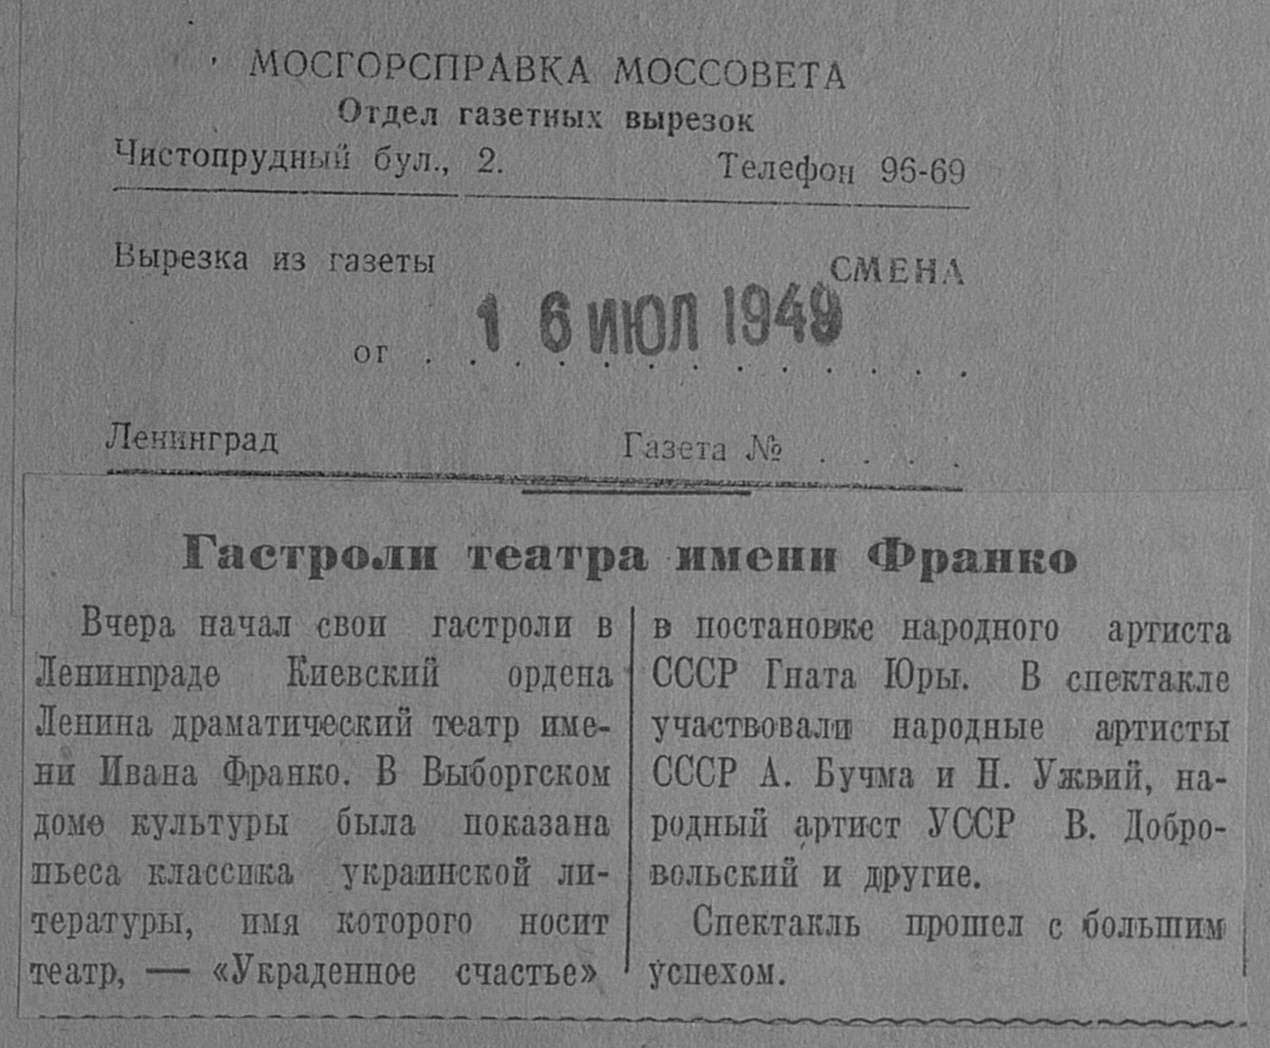 МОСГОРСПРАВКА МОССОВЕТА
Отдел газетных вырезок
Чистопрудный бул., 2. Телефон 96-69
Вырезка из газеты СМЕНА
16 ИЮЛ 1949
от . . . . . . . . . . . . .
Ленинград Газета № . . . .
Гастроли театра имени Франко
Вчера начал свои гастроли в
Ленинграде Киевский ордена
Ленина драматический театр име-
ни Ивана Франко. В Выборгском
доме культуры была показана
пьеса классика украинской ли-
тературы, имя которого носит
театр, — «Украденное счастье»
в постановке народного артиста
СССР Гната Юры. В спектакле
участвовали народные артисты
СССР А. Бучма и Н. Ужвий, на-
родный артист УССР В. Добро-
вольский и другие.
Спектакль прошел с большим
успехом.